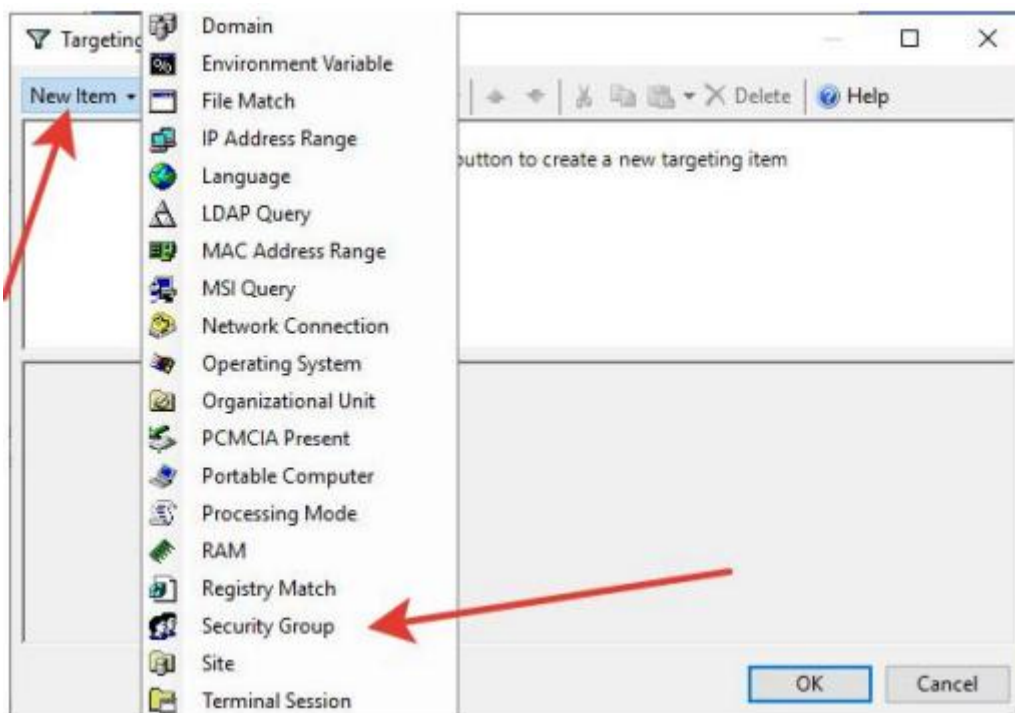 Targeting
New Item
Delete
Help
button to create a new targeting item
Domain
Environment Variable
File Match
IP Address Range
Language
LDAP Query
MAC Address Range
MSI Query
Network Connection
Operating System
Organizational Unit
PCMCIA Present
Portable Computer
Processing Mode
RAM
Registry Match
Security Group
Site
Terminal Session
OK
Cancel